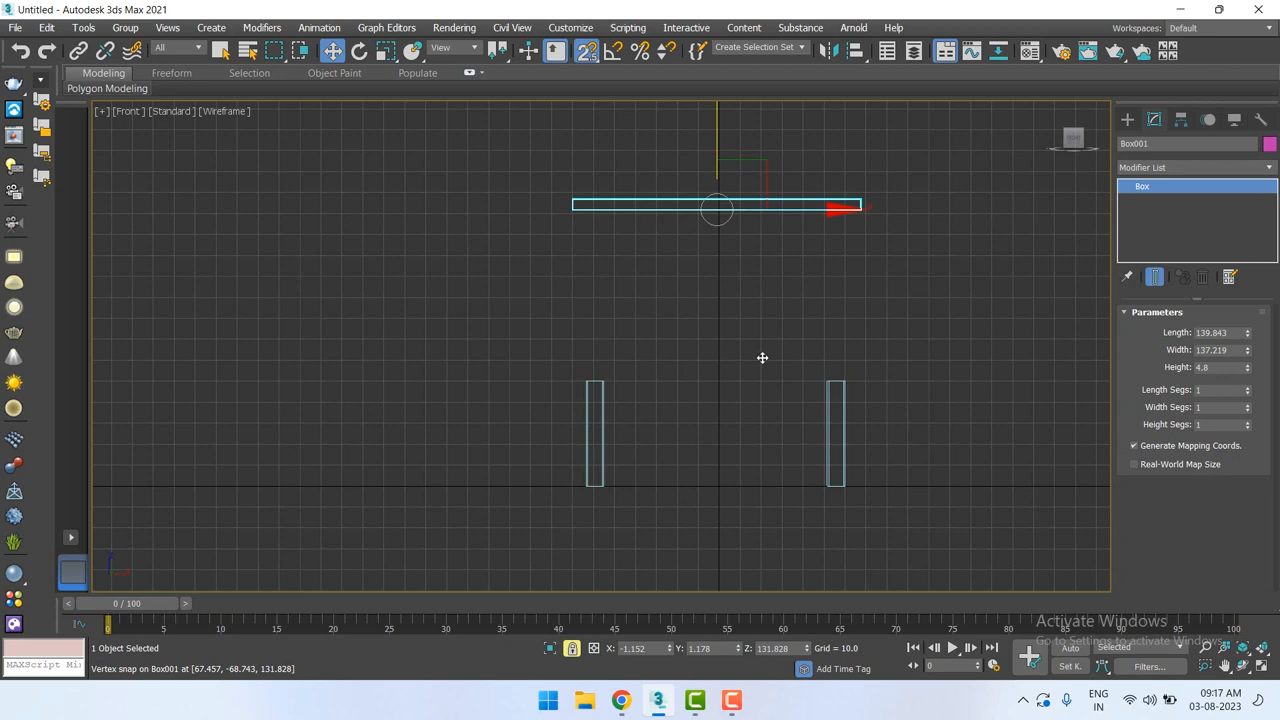 Untitled - Autodesk 3ds Max 2021
File Edit Tools Group Views Create Modifiers Animation Graph Editors Rendering Civil View Customize Scripting Interactive Content Substance Arnold Help Workspaces: Default
All View Create Selection Set
Modeling Freeform Selection Object Paint Populate
Polygon Modeling
[+] [Front ] [Standard ] [Wireframe ]
FRONT
Box001
Modifier List
Box
Parameters
Length: 139.843
Width: 137.219
Height: 4.8
Length Segs: 1
Width Segs: 1
Height Segs: 1
Generate Mapping Coords.
Real-World Map Size
< 0 / 100 >
0 5 10 15 20 25 30 35 40 45 50 55 60 65 70 75 80 85 90 95 100
Activate Windows
Go to Settings to activate Windows.
1 Object Selected X: -1.152 Y: 1.178 Z: 131.828 Grid = 10.0 Auto Selected
MAXScript Mi Vertex snap on Box001 at [67.457, -68.743, 131.828] Add Time Tag 0 Set K. Filters...
ENG
IN
09:17 AM
03-08-2023